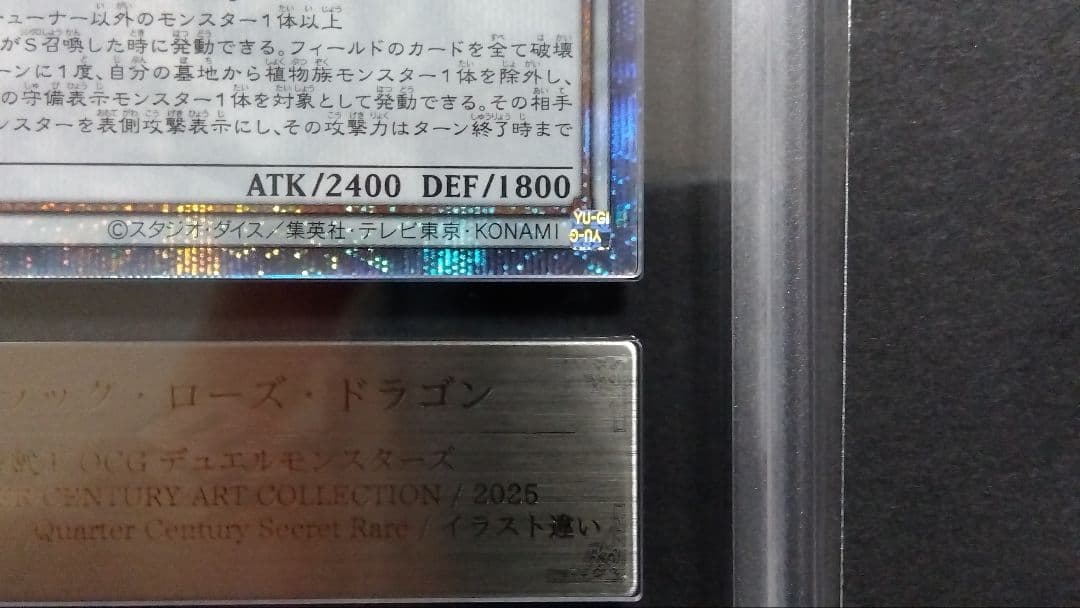 ューナー以外のモンスター1体以上
がS召喚した時に発動できる。フィールドのカードを全て破壊
ーンに1度、自分の墓地から植物族モンスター1体を除外し、
の守備表示モンスター1体を対象として発動できる。その相手
ンスターを表側攻撃表示にし、その攻撃力はターン終了時まで
ATK/2400 DEF/1800
©スタジオ・ダイス/集英社・テレビ東京・KONAMI
YU-GI
ック・ローズ・ドラゴン
OCG デュエルモンスターズ
ER CENTURY ART COLLECTION / 2025
Quarter Century Secret Rare / イラスト違い